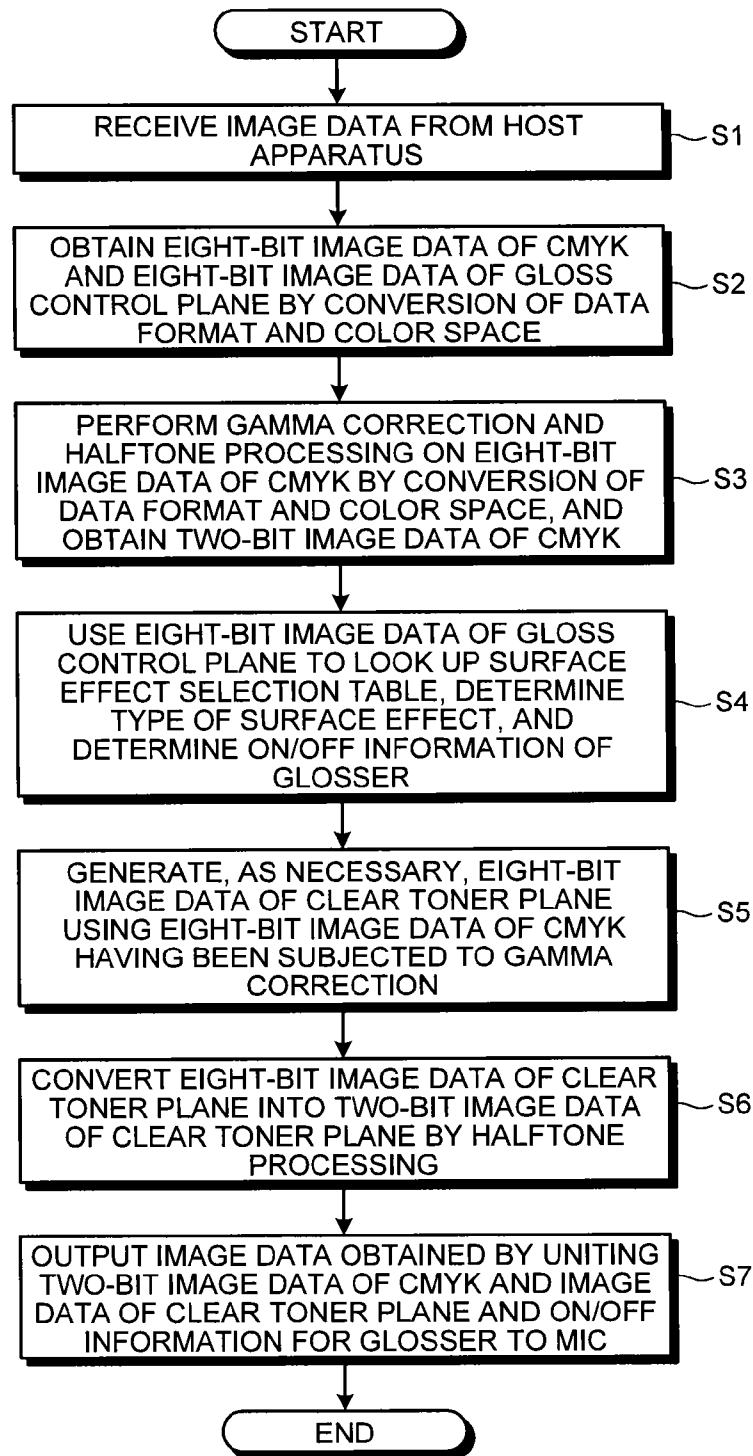 START
RECEIVE IMAGE DATA FROM HOST
APPARATUS
S1
OBTAIN EIGHT-BIT IMAGE DATA OF CMYK
AND EIGHT-BIT IMAGE DATA OF GLOSS
CONTROL PLANE BY CONVERSION OF DATA
FORMAT AND COLOR SPACE
S2
PERFORM GAMMA CORRECTION AND
HALFTONE PROCESSING ON EIGHT-BIT
IMAGE DATA OF CMYK BY CONVERSION OF
DATA FORMAT AND COLOR SPACE, AND
OBTAIN TWO-BIT IMAGE DATA OF CMYK
S3
USE EIGHT-BIT IMAGE DATA OF GLOSS
CONTROL PLANE TO LOOK UP SURFACE
EFFECT SELECTION TABLE, DETERMINE
TYPE OF SURFACE EFFECT, AND
DETERMINE ON/OFF INFORMATION OF
GLOSSER
S4
GENERATE, AS NECESSARY, EIGHT-BIT
IMAGE DATA OF CLEAR TONER PLANE
USING EIGHT-BIT IMAGE DATA OF CMYK
HAVING BEEN SUBJECTED TO GAMMA
CORRECTION
S5
CONVERT EIGHT-BIT IMAGE DATA OF CLEAR
TONER PLANE INTO TWO-BIT IMAGE DATA
OF CLEAR TONER PLANE BY HALFTONE
PROCESSING
S6
OUTPUT IMAGE DATA OBTAINED BY UNITING
TWO-BIT IMAGE DATA OF CMYK AND IMAGE
DATA OF CLEAR TONER PLANE AND ON/OFF
INFORMATION FOR GLOSSER TO MIC
S7
END